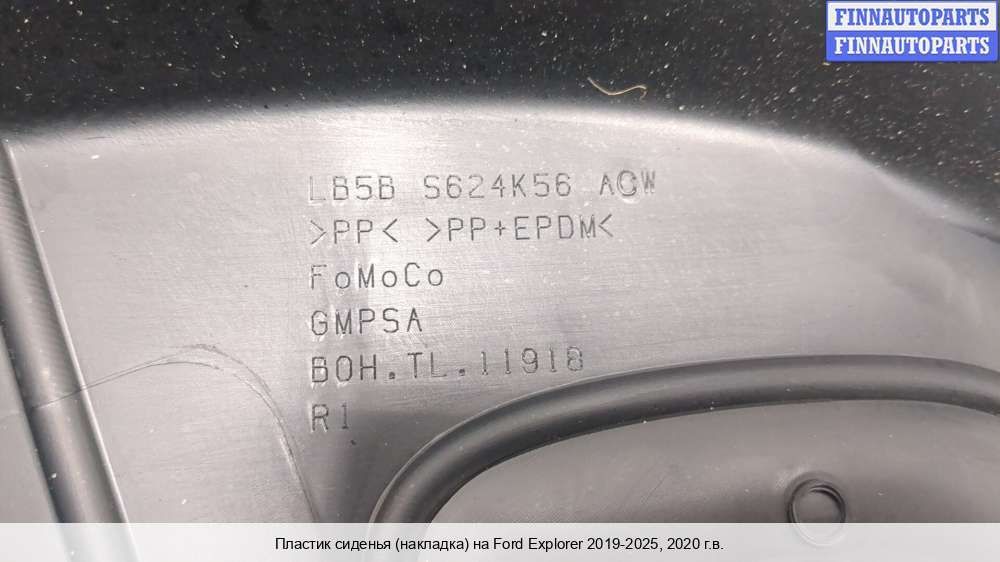 FINNAUTOPARTS
FINNAUTOPARTS
LB5B S624K56 ACW
>PP< >PP+EPDM<
FoMoCo
GMPSA
BOH.TL.11918
R1
Пластик сиденья (накладка) на Ford Explorer 2019-2025, 2020 г.в.